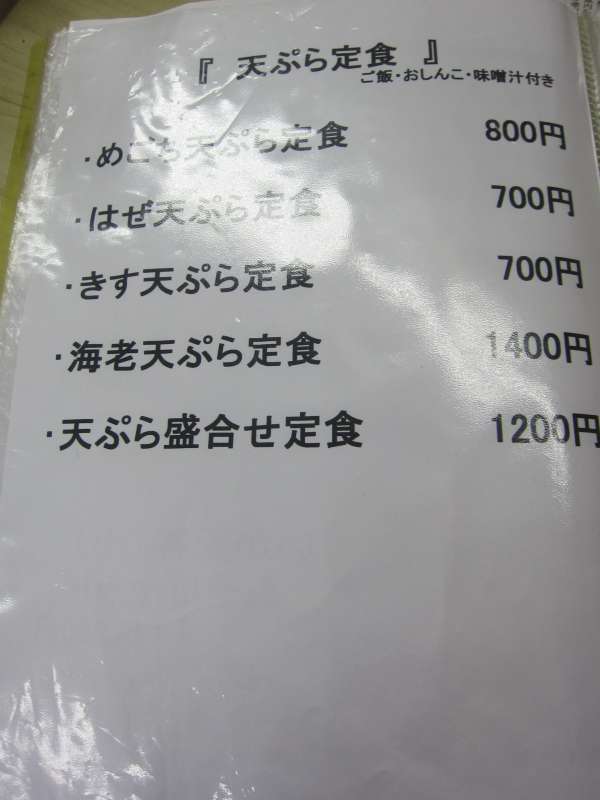 『 天ぷら定食 』
ご飯・おしんこ・味噌汁付き
・めごち天ぷら定食 800円
・はぜ天ぷら定食 700円
・きす天ぷら定食 700円
・海老天ぷら定食 1400円
・天ぷら盛合せ定食 1200円